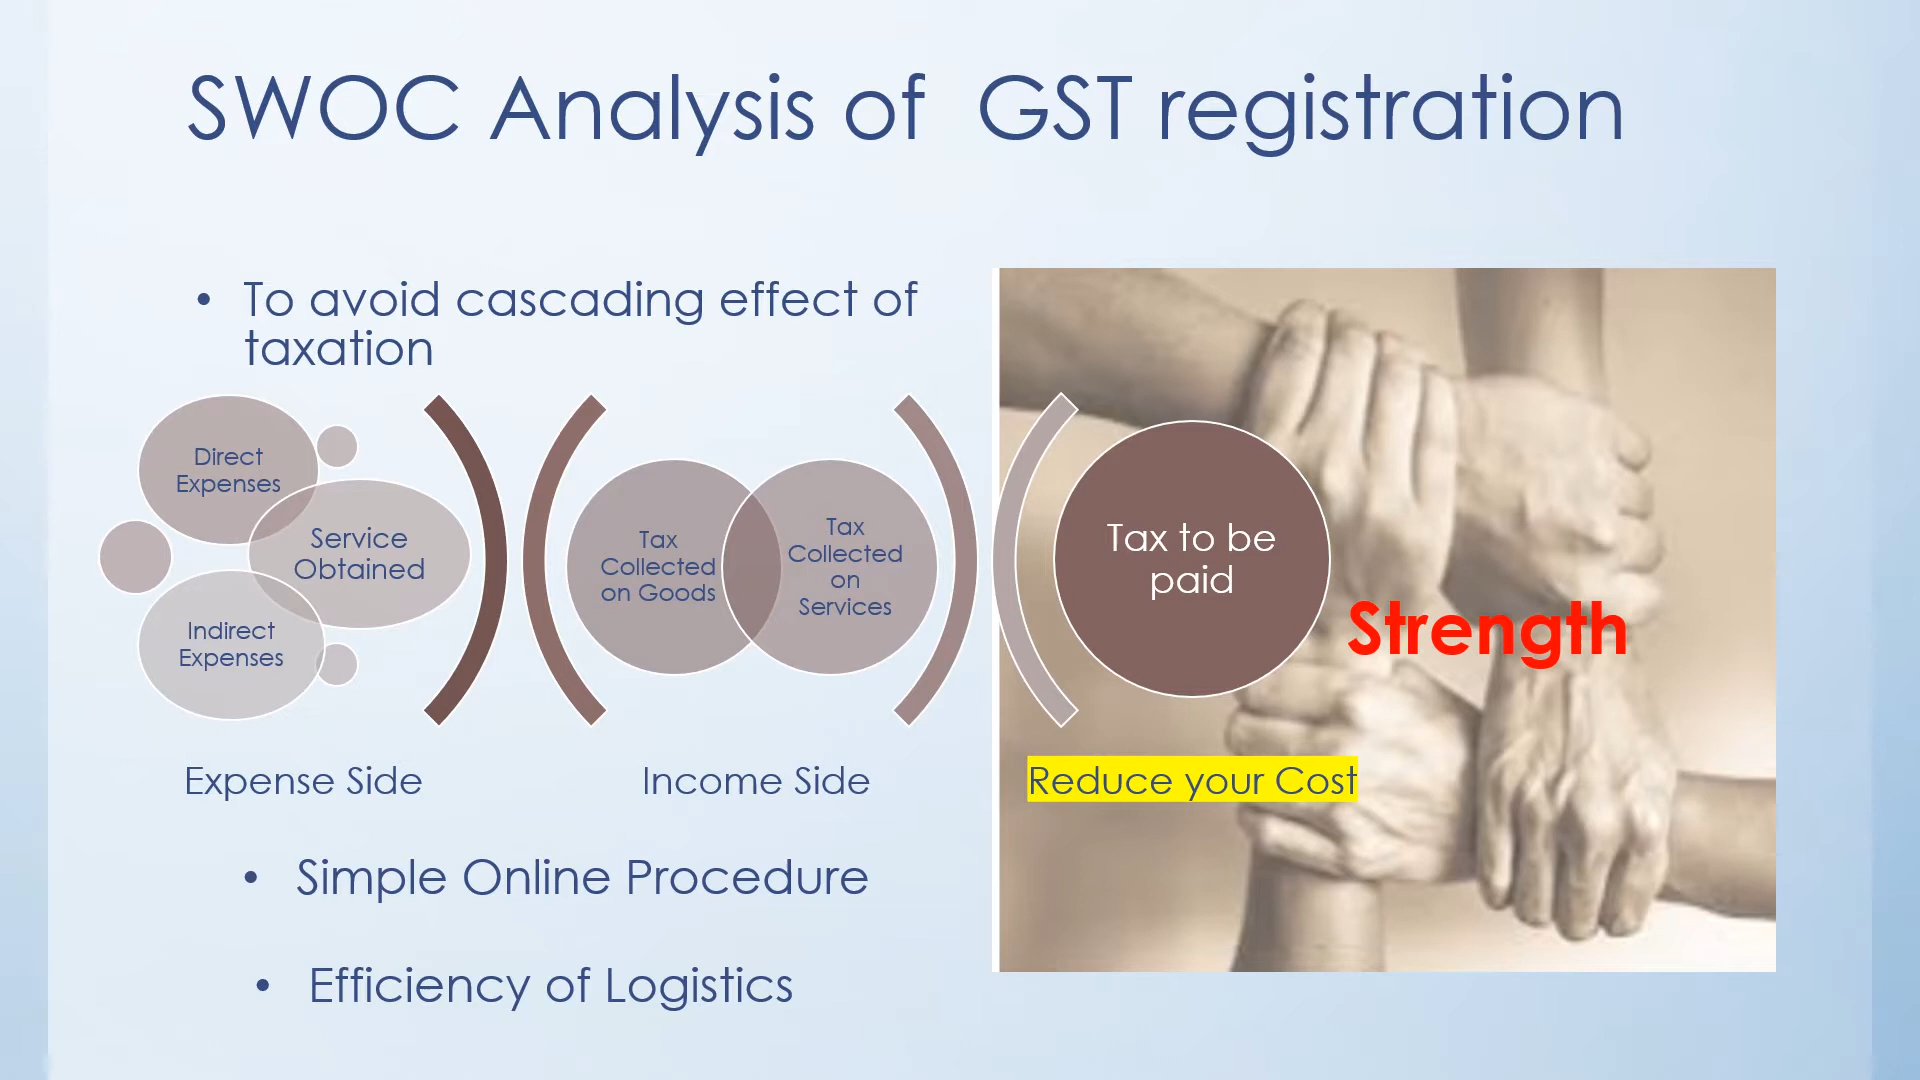 SWOC Analysis of GST registration
• To avoid cascading effect of
taxation
Direct
Expenses
Service
Obtained
Indirect
Expenses
Tax
Collected
on Goods
Tax
Collected
on
Services
Tax to be
paid
Strength
Expense Side
Income Side
Reduce your Cost
• Simple Online Procedure
• Efficiency of Logistics